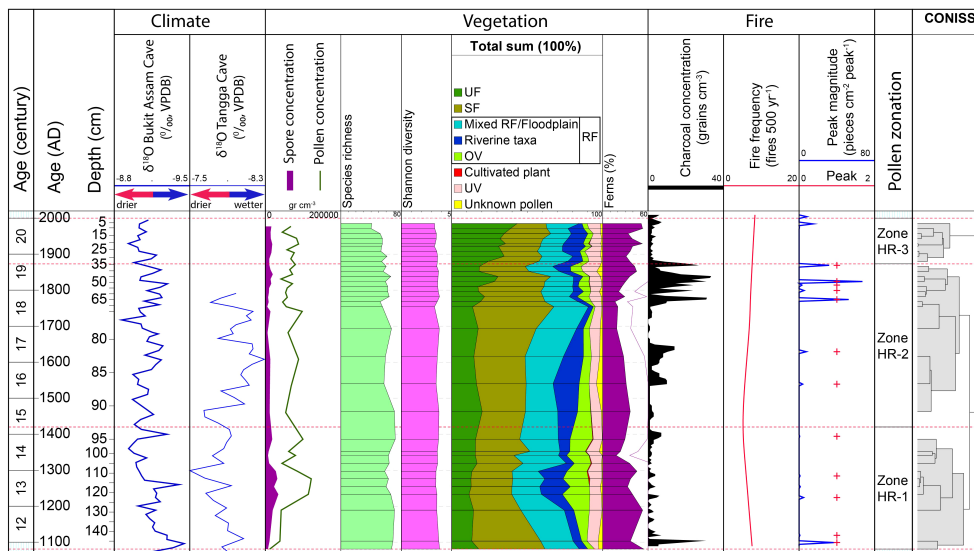 Climate
Vegetation
Fire
CONISS
Age (century)
Age (AD)
Depth (cm)
δ18O Bukit Assam Cave
(0/00, VPDB)
-8.8 -9.5
drier
δ18O Tangga Cave
(0/00, VPDB)
-7.5 -8.3
drier wetter
Spore concentration
Pollen concentration
gr cm-3
0 200000
Species richness
80
Shannon diversity
5
Total sum (100%)
UF
SF
Mixed RF/Floodplain
Riverine taxa
OV
RF
Cultivated plant
UV
Unknown pollen
100
Ferns (%)
60
Charcoal concentration
(grains cm-3)
0 40
Fire frequency
(fires 500 yr-1)
0 20
Peak magnitude
(pieces cm-2 peak-1)
0 80
Peak 2
Pollen zonation
20
19
18
17
16
15
14
13
12
2000
1900
1800
1700
1600
1500
1400
1300
1200
1100
5
15
25
35
50
65
80
85
90
95
100
110
120
130
140
Zone
HR-3
Zone
HR-2
Zone
HR-1